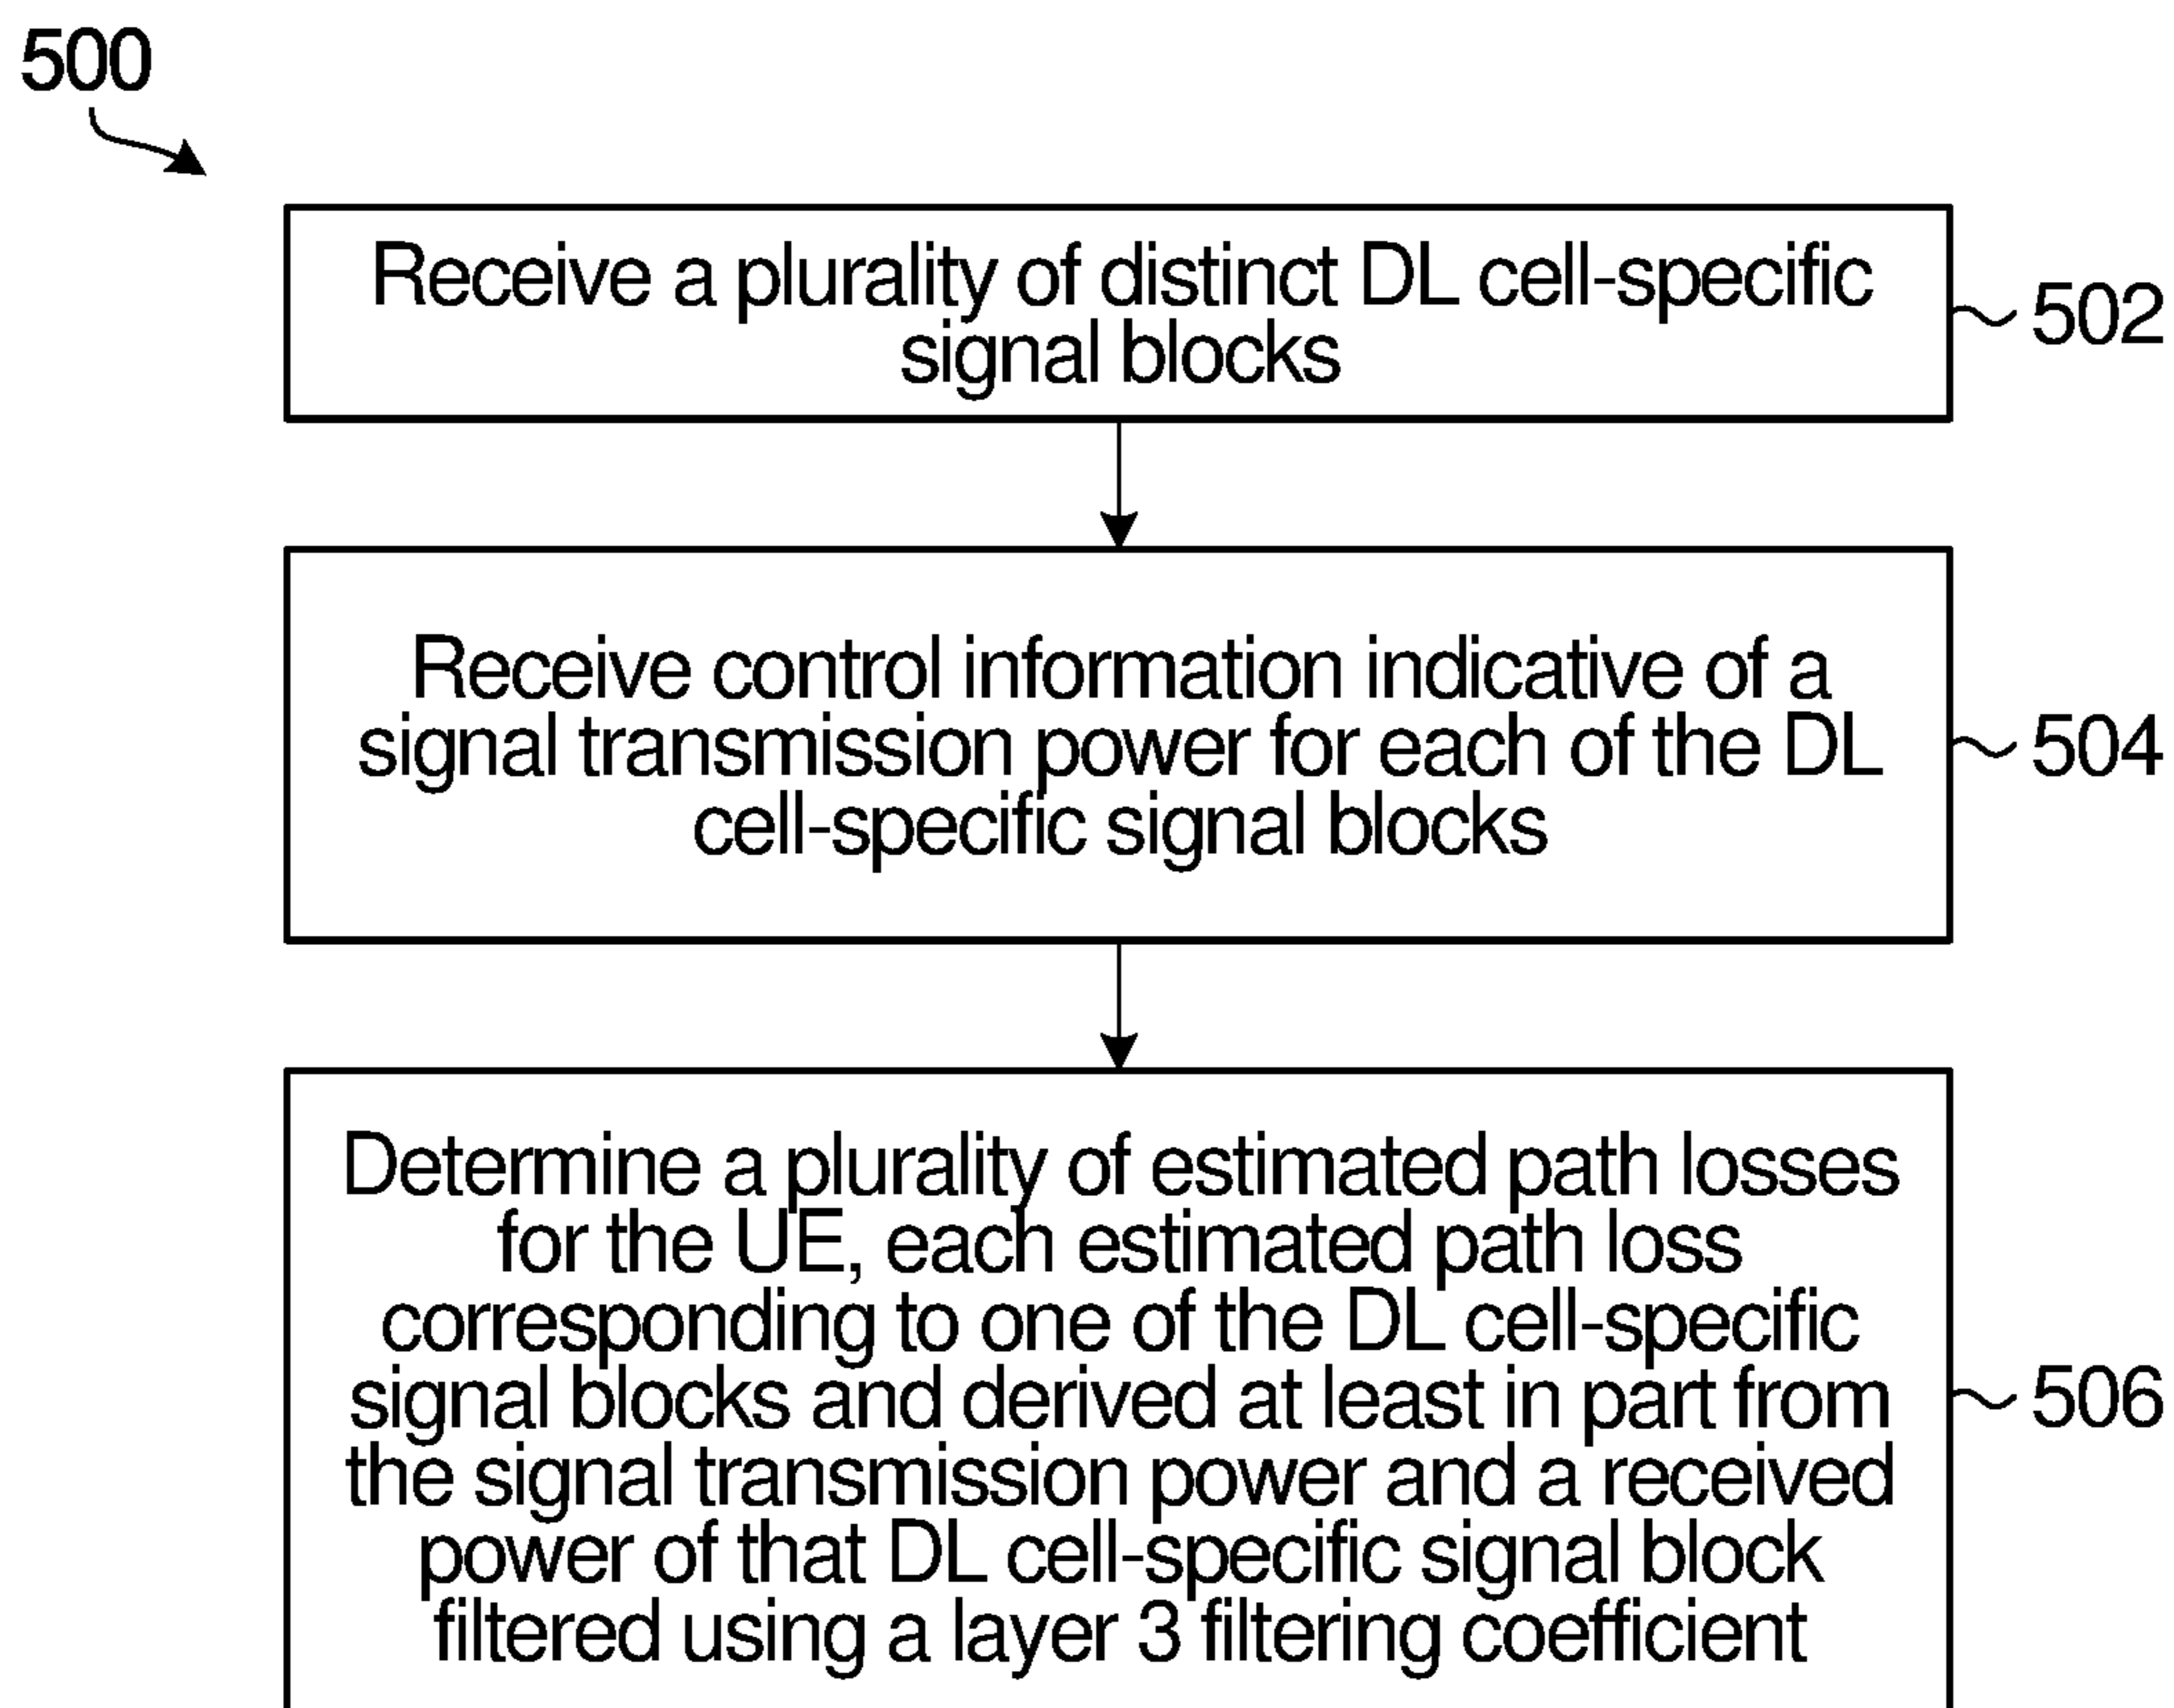 500
Receive a plurality of distinct DL cell-specific
signal blocks
502
Receive control information indicative of a
signal transmission power for each of the DL
cell-specific signal blocks
504
Determine a plurality of estimated path losses
for the UE, each estimated path loss
corresponding to one of the DL cell-specific
signal blocks and derived at least in part from
the signal transmission power and a received
power of that DL cell-specific signal block
filtered using a layer 3 filtering coefficient
506